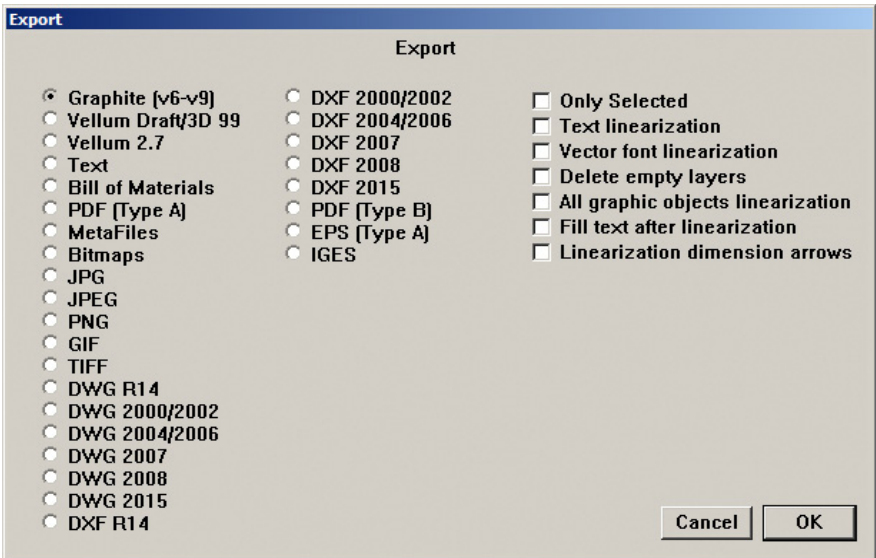 Export
Export
Graphite (v6-v9)
Vellum Draft/3D 99
Vellum 2.7
Text
Bill of Materials
PDF (Type A)
MetaFiles
Bitmaps
JPG
JPEG
PNG
GIF
TIFF
DWG R14
DWG 2000/2002
DWG 2004/2006
DWG 2007
DWG 2008
DWG 2015
DXF R14
DXF 2000/2002
DXF 2004/2006
DXF 2007
DXF 2008
DXF 2015
PDF (Type B)
EPS (Type A)
IGES
Only Selected
Text linearization
Vector font linearization
Delete empty layers
All graphic objects linearization
Fill text after linearization
Linearization dimension arrows
Cancel
OK